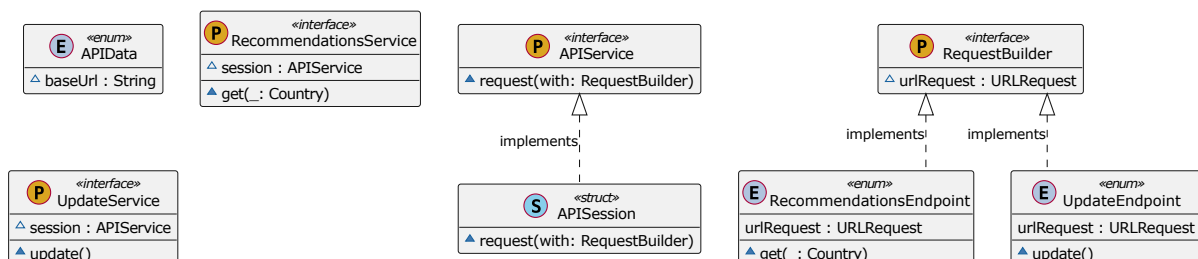 E «enum»
APIData
baseUrl : String
P «interface»
RecommendationsService
session : APIService
get(_: Country)
P «interface»
APIService
request(with: RequestBuilder)
P «interface»
RequestBuilder
urlRequest : URLRequest
implements
implements
implements
P «interface»
UpdateService
session : APIService
update()
S «struct»
APISession
request(with: RequestBuilder)
E «enum»
RecommendationsEndpoint
urlRequest : URLRequest
get(_: Country)
E «enum»
UpdateEndpoint
urlRequest : URLRequest
update()